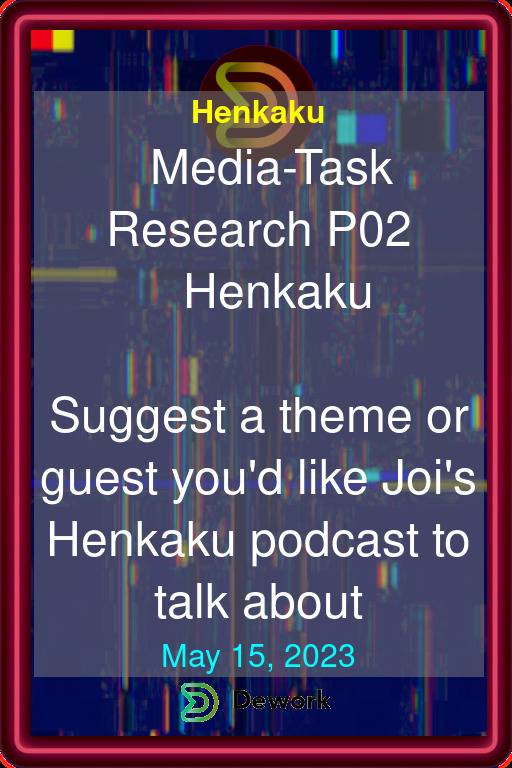 Henkaku
Media-Task
Research P02
Henkaku
Suggest a theme or
guest you'd like Joi's
Henkaku podcast to
talk about
May 15, 2023
Dework